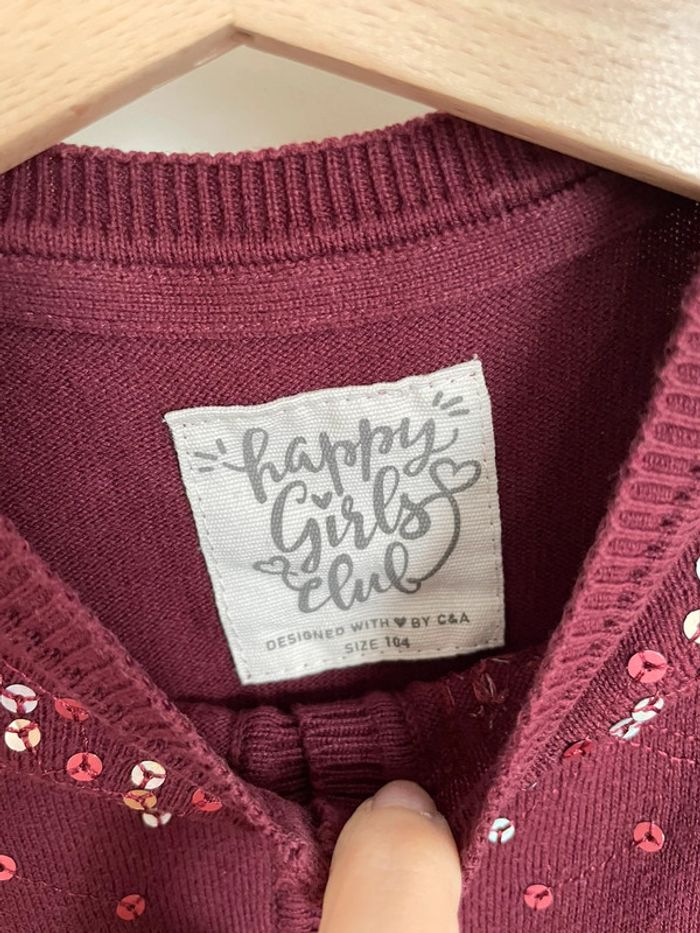 happy
Girls
club
DESIGNED WITH ♥ BY C&A
SIZE 104